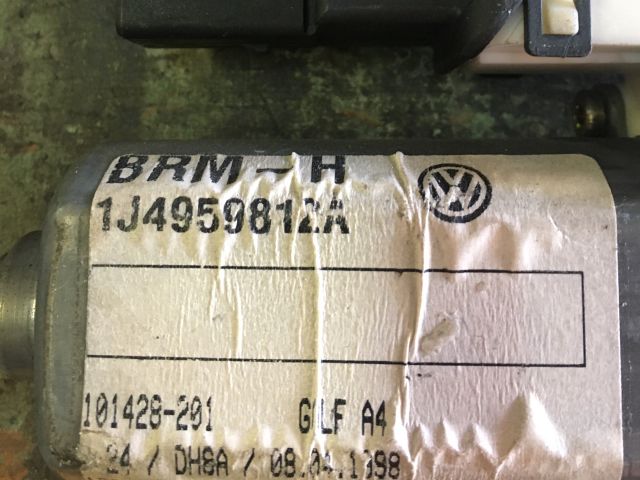 BRM-H
1J4959812A
101428-201 GOLF A4
24 / DH8A / 08.04.1998